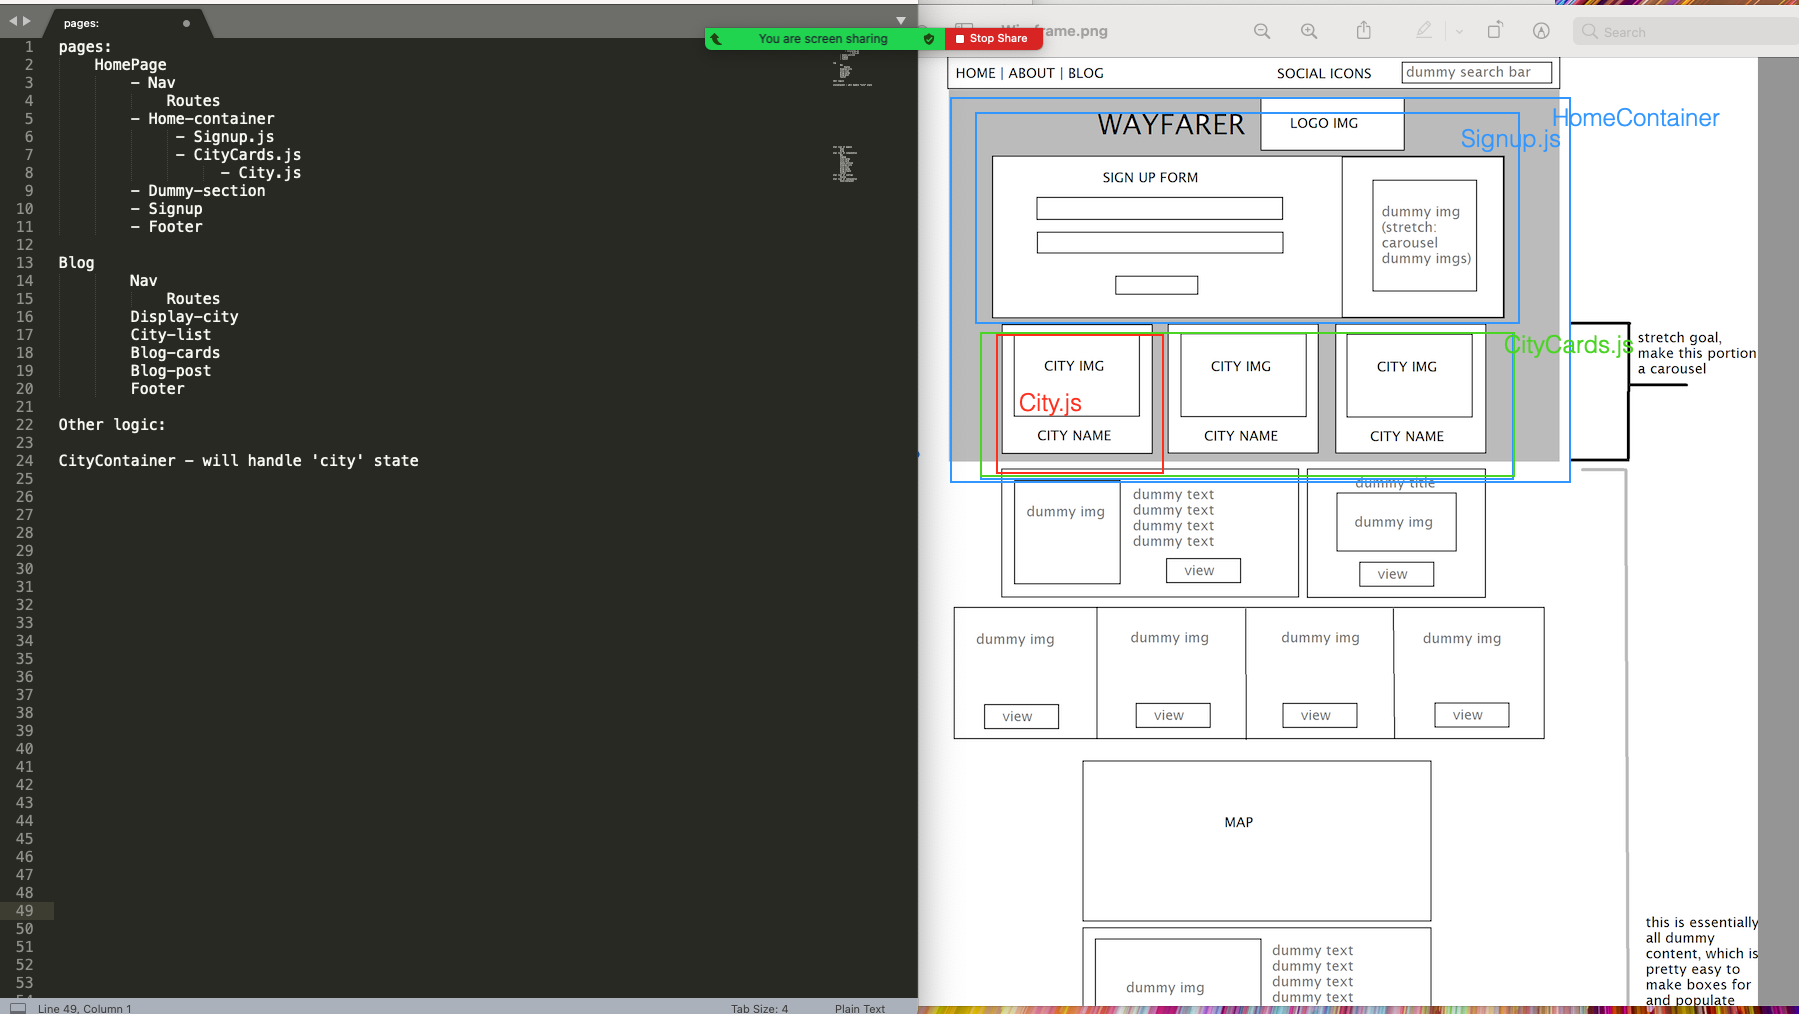 pages:
You are screen sharing
Stop Share
frame.png
Search
1 pages:
2 HomePage
3 - Nav
4 Routes
5 - Home-container
6 - Signup.js
7 - CityCards.js
8 - City.js
9 - Dummy-section
10 - Signup
11 - Footer
12
13 Blog
14 Nav
15 Routes
16 Display-city
17 City-list
18 Blog-cards
19 Blog-post
20 Footer
21
22 Other logic:
23
24 CityContainer - will handle 'city' state
25
26
27
28
29
30
31
32
33
34
35
36
37
38
39
40
41
42
43
44
45
46
47
48
49
50
51
52
53
Line 49, Column 1
Tab Size: 4
Plain Text
HOME | ABOUT | BLOG
SOCIAL ICONS
dummy search bar
WAYFARER
LOGO IMG
HomeContainer
Signup.js
SIGN UP FORM
dummy img
(stretch:
carousel
dummy imgs)
CityCards.js
stretch goal,
make this portion
a carousel
CITY IMG
CITY IMG
CITY IMG
City.js
CITY NAME
CITY NAME
CITY NAME
dummy img
dummy text
dummy text
dummy text
dummy text
view
dummy title
dummy img
view
dummy img
dummy img
dummy img
dummy img
view
view
view
view
MAP
dummy img
dummy text
dummy text
dummy text
dummy text
this is essentially
all dummy
content, which is
pretty easy to
make boxes for
and populate